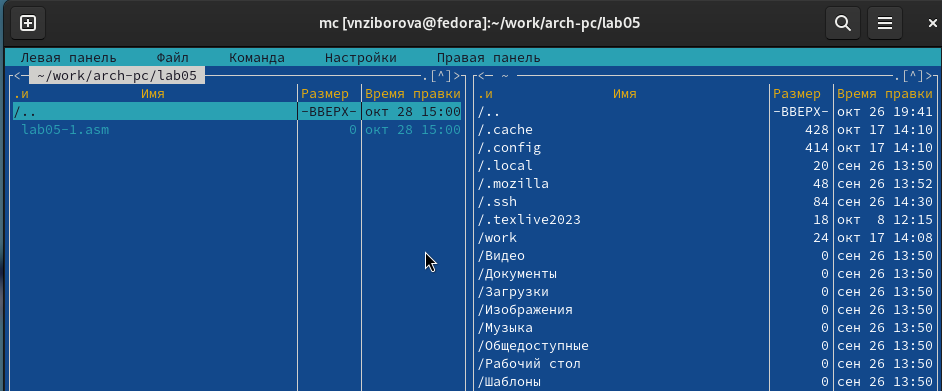 mc [vnziborova@fedora]:~/work/arch-pc/lab05
Левая панель Файл Команда Настройки Правая панель
<— ~/work/arch-pc/lab05 .[^]>
.и Имя Размер Время правки
/.. -ВВЕРХ- окт 28 15:00
lab05-1.asm 0 окт 28 15:00
<— ~ .[^]>
.и Имя Размер Время правки
/.. -ВВЕРХ- окт 26 19:41
/.cache 428 окт 17 14:10
/.config 414 окт 17 14:10
/.local 20 сен 26 13:50
/.mozilla 48 сен 26 13:52
/.ssh 84 сен 26 14:30
/.texlive2023 18 окт 8 12:15
/work 24 окт 17 14:08
/Видео 0 сен 26 13:50
/Документы 0 сен 26 13:50
/Загрузки 0 сен 26 13:50
/Изображения 0 сен 26 13:50
/Музыка 0 сен 26 13:50
/Общедоступные 0 сен 26 13:50
/Рабочий стол 0 сен 26 13:50
/Шаблоны 0 сен 26 13:50